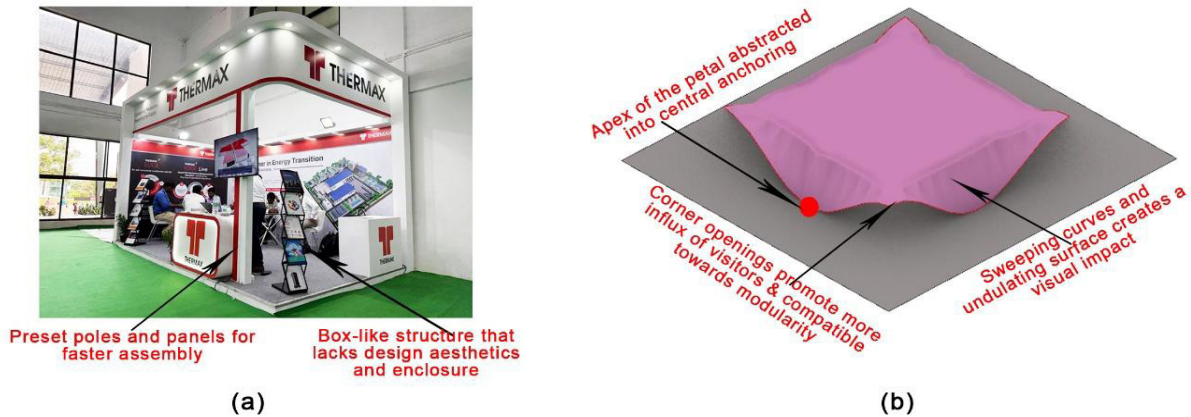 THERMAX
THERMAX
THERMAX
er in Energy Transition
Live
THERMAX
Preset poles and panels for
faster assembly
Box-like structure that
lacks design aesthetics
and enclosure
(a)
Apex of the petal abstracted
into central anchoring
Corner openings promote more
influx of visitors & compatible
towards modularity
Sweeping curves and
undulating surface creates a
visual impact
(b)